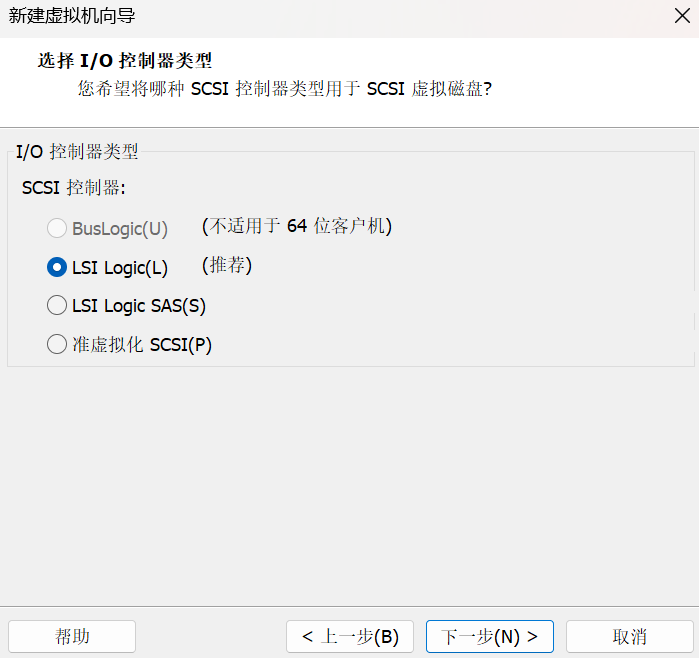 新建虚拟机向导
选择 I/O 控制器类型
您希望将哪种 SCSI 控制器类型用于 SCSI 虚拟磁盘?
I/O 控制器类型
SCSI 控制器:
BusLogic(U) (不适用于 64 位客户机)
LSI Logic(L) (推荐)
LSI Logic SAS(S)
准虚拟化 SCSI(P)
帮助 < 上一步(B) 下一步(N) > 取消